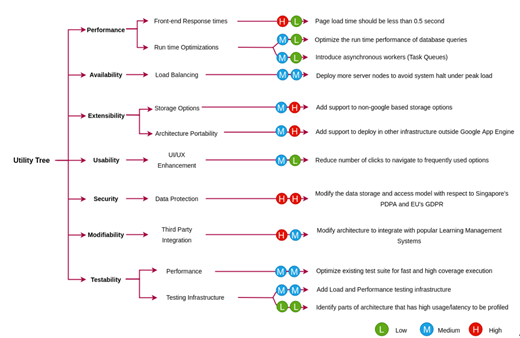 Utility Tree
Performance
Front-end Response times
H L
Page load time should be less than 0.5 second
Run time Optimizations
M L
Optimize the run time performance of database queries
M L
Introduce asynchronous workers (Task Queues)
Availability
Load Balancing
M M
Deploy more server nodes to avoid system halt under peak load
Extensibility
Storage Options
M H
Add support to non-google based storage options
Architecture Portability
M H
Add support to deploy in other infrastructure outside Google App Engine
Usability
UI/UX
Enhancement
M L
Reduce number of clicks to navigate to frequently used options
Security
Data Protection
H H
Modify the data storage and access model with respect to Singapore's
PDPA and EU's GDPR
Modifiability
Third Party
Integration
H M
Modify architecture to integrate with popular Learning Management
Systems
Testability
Performance
M M
Optimize existing test suite for fast and high coverage execution
Testing Infrastructure
M M
Add Load and Performance testing infrastructure
L L
Identify parts of architecture that has high usage/latency to be profiled
L Low M Medium H High